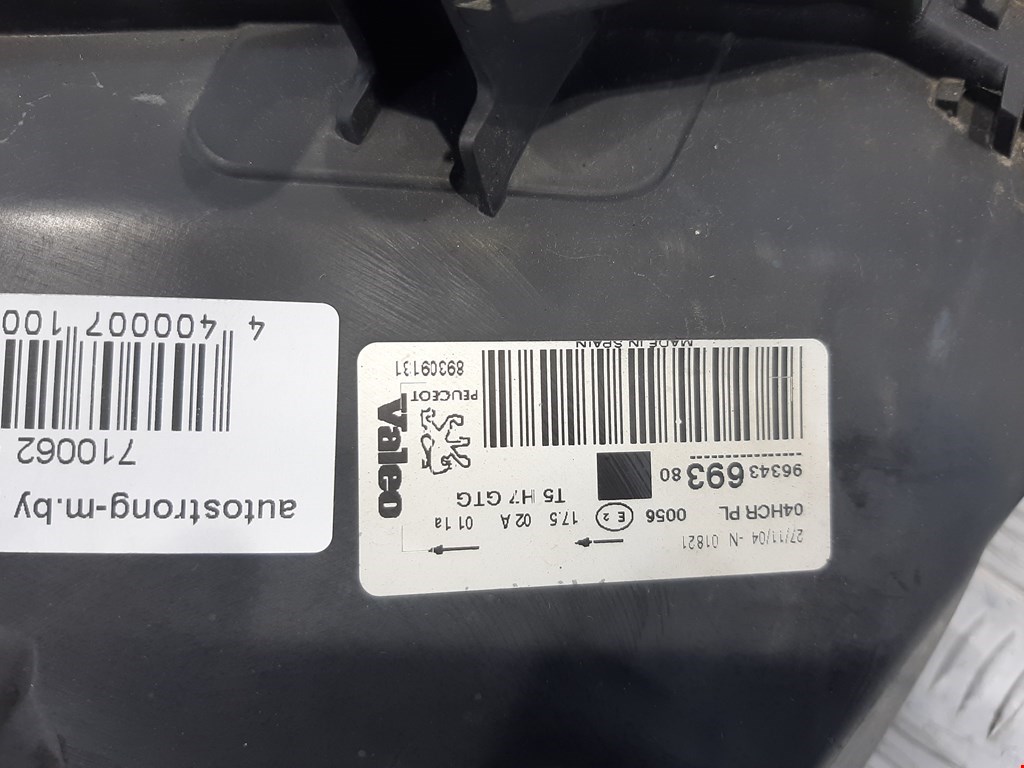 27/11/04 -N 01821
04HCR PL
96343 693 80
0056
E 2
17.5 02 A 01 1a
T5 H7 GTG
Valeo
PEUGEOT
89309131
MADE IN SPAIN
autostrong-m.by
710062
4 400007 100